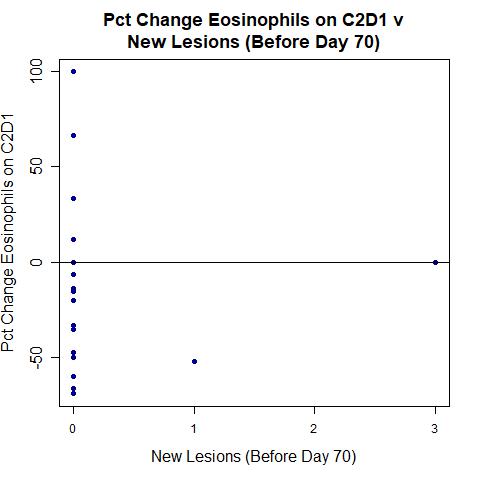 Pct Change Eosinophils on C2D1 v
New Lesions (Before Day 70)
Pct Change Eosinophils on C2D1
100
50
0
-50
0 1 2 3
New Lesions (Before Day 70)